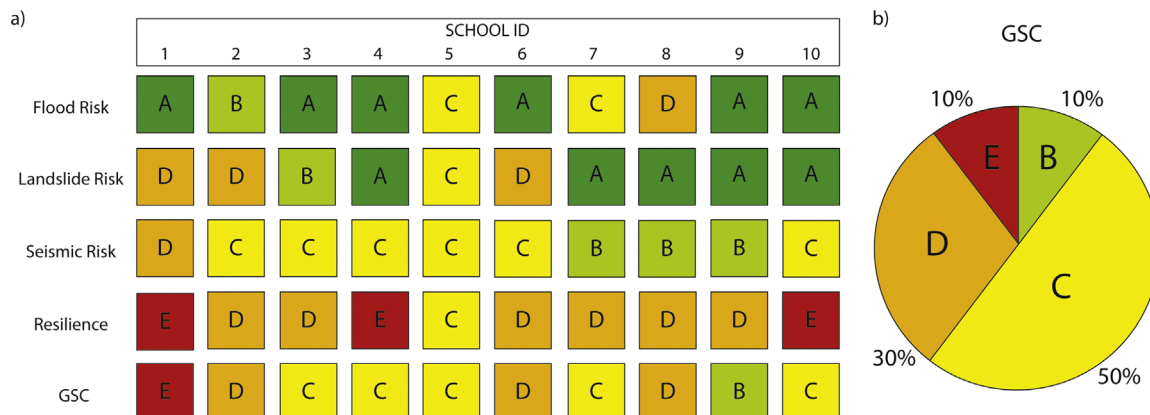 a)
SCHOOL ID
1 2 3 4 5 6 7 8 9 10
Flood Risk A B A A C A C D A A
Landslide Risk D D B A C D A A A A
Seismic Risk D C C C C C B B B C
Resilience E D D E C D D D D E
GSC E D C C C D C D B C
b)
GSC
10% 10%
E B
D
C
30%
50%